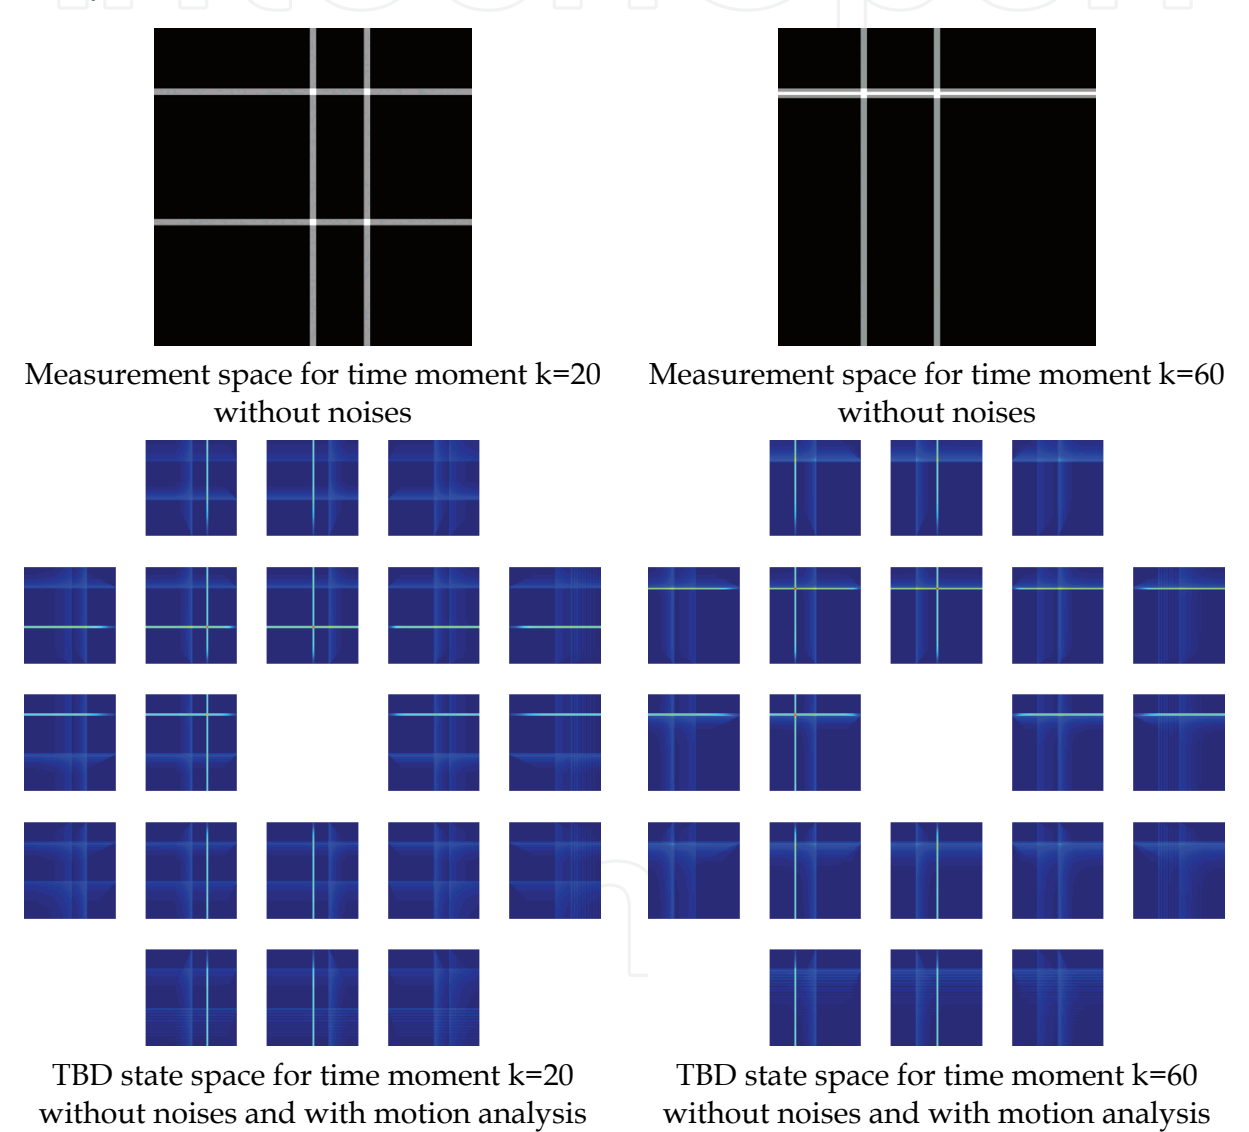 Measurement space for time moment k=20
without noises
Measurement space for time moment k=60
without noises
TBD state space for time moment k=20
without noises and with motion analysis
TBD state space for time moment k=60
without noises and with motion analysis